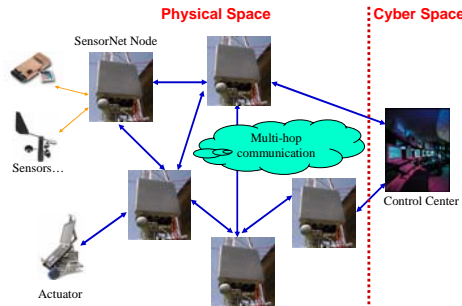 Physical Space
Cyber Space
SensorNet Node
Multi-hop
communication
Sensors…
Control Center
Actuator